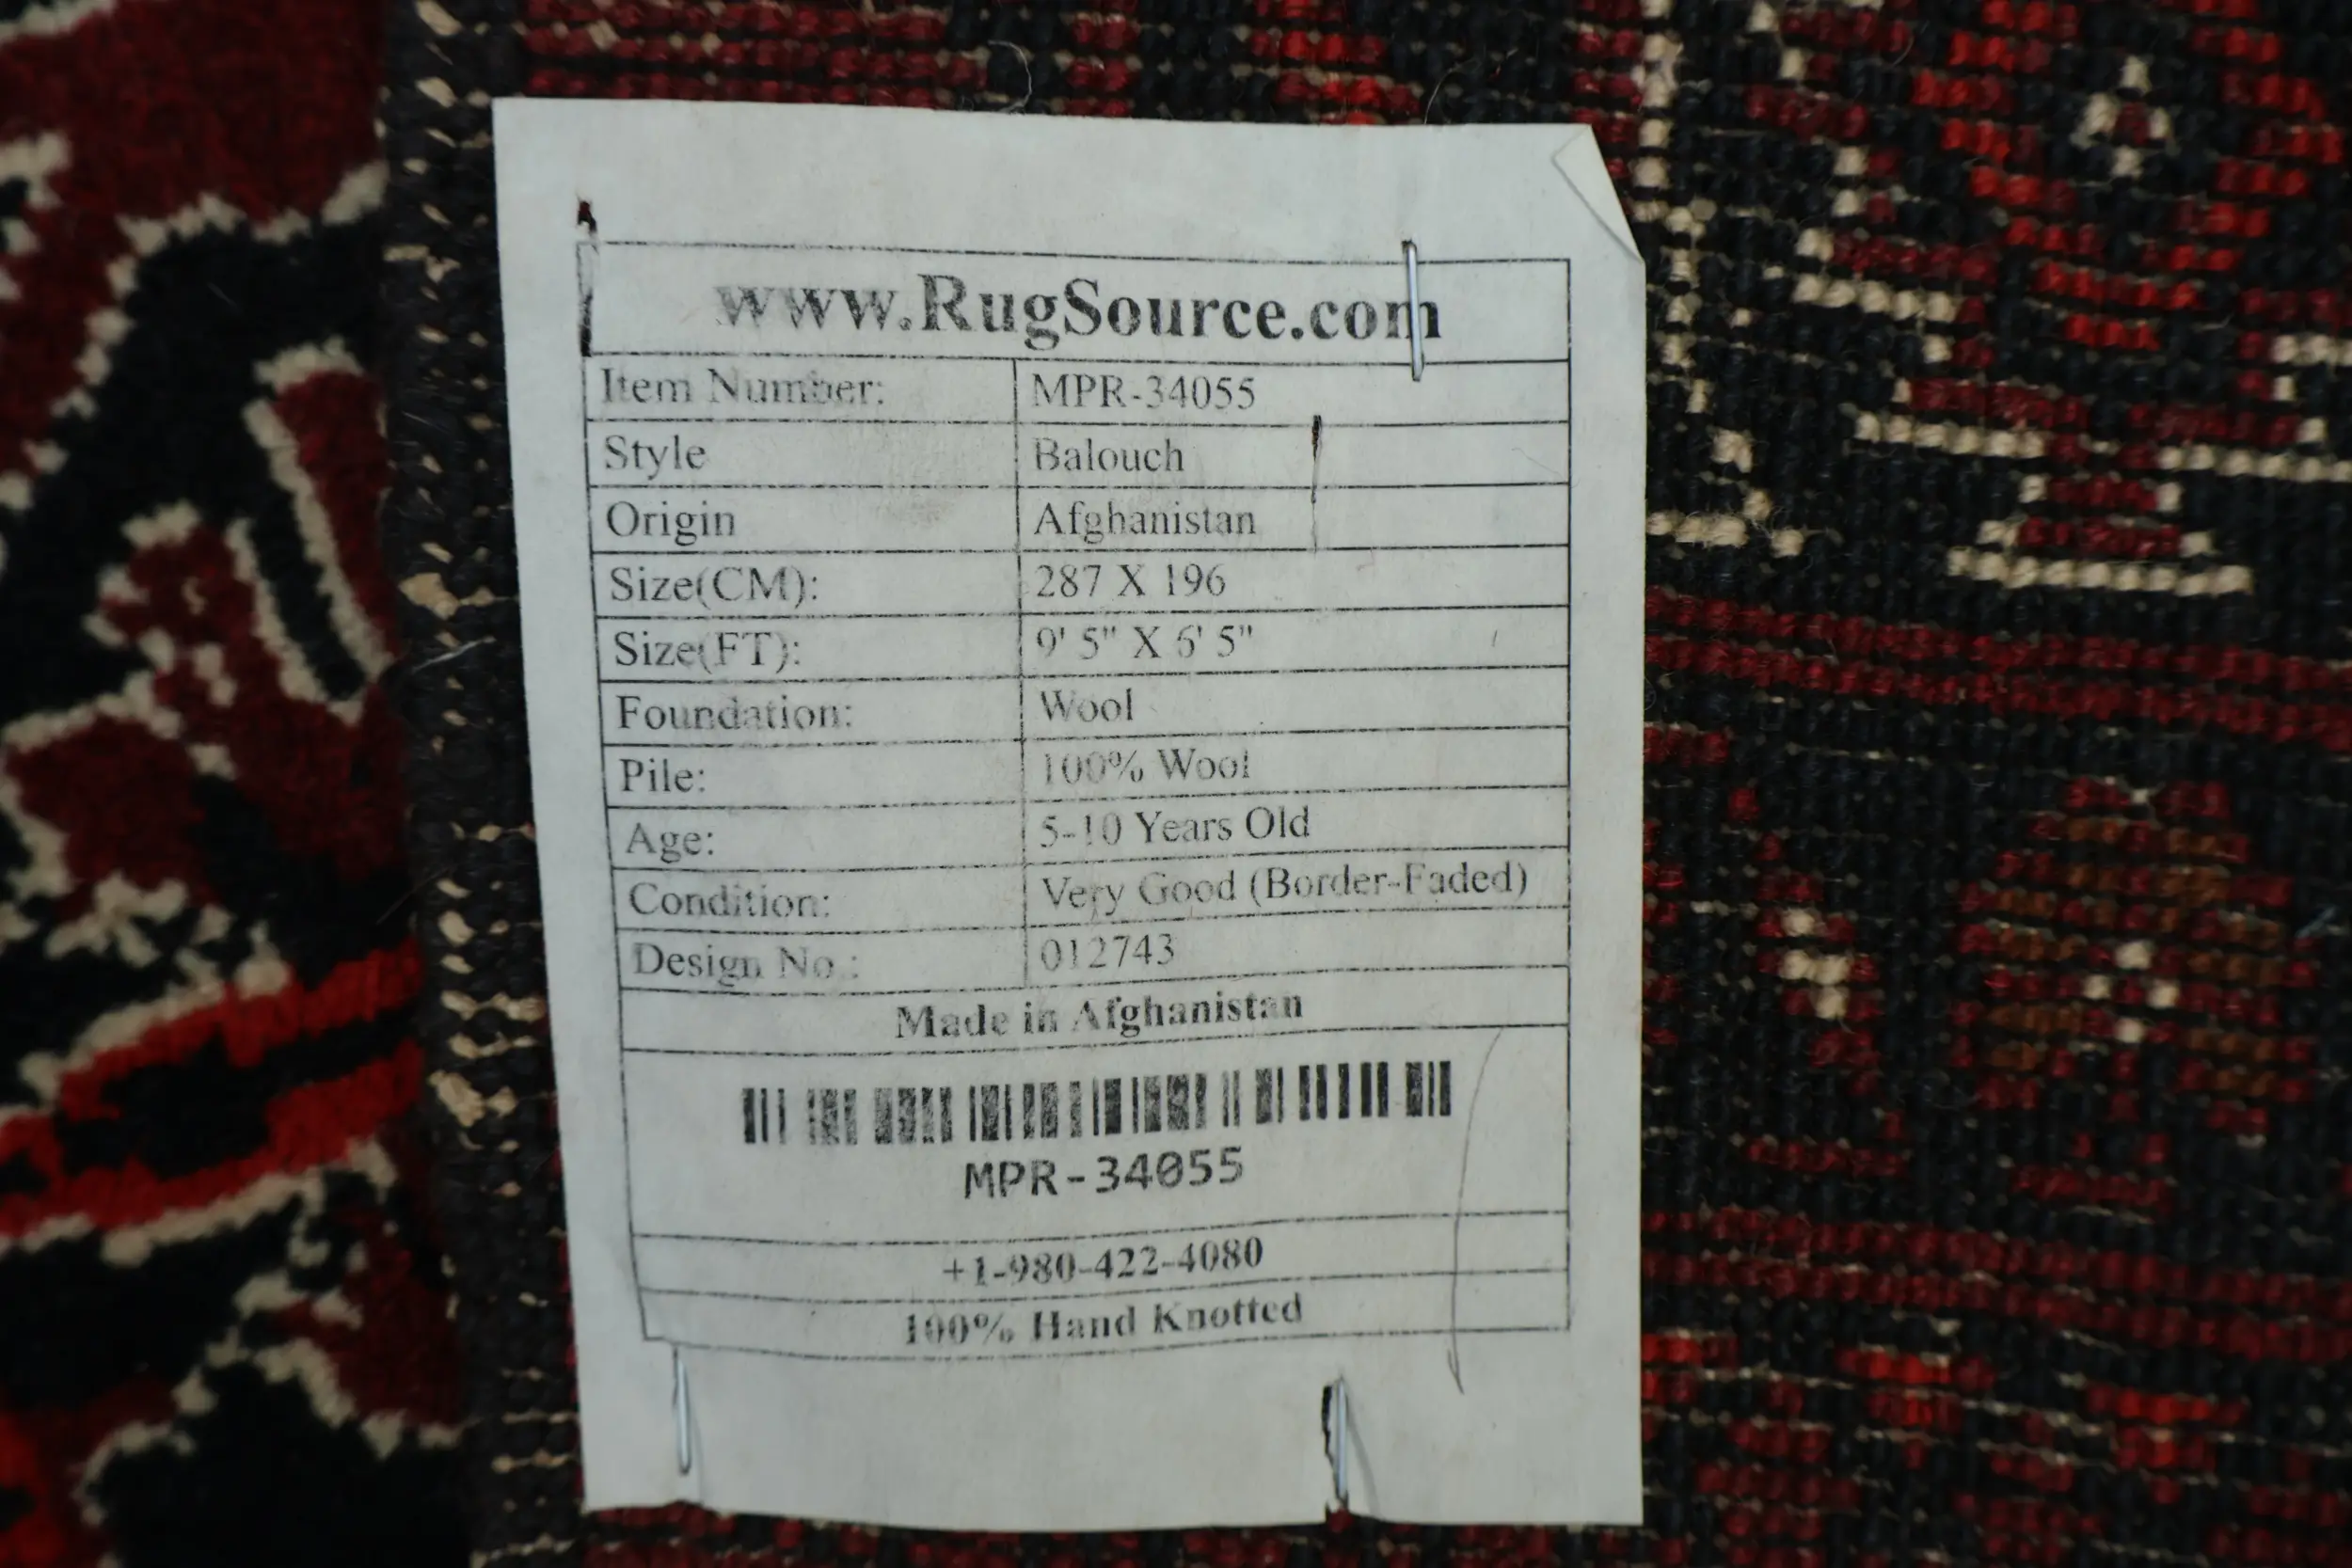 www.RugSource.com
Item Number: MPR-34055
Style Balouch
Origin Afghanistan
Size(CM): 287 X 196
Size(FT): 9' 5" X 6' 5"
Foundation: Wool
Pile: 100% Wool
Age: 5-10 Years Old
Condition: Very Good (Border-Faded)
Design No.: 012743
Made in Afghanistan
MPR-34055
+1-980-422-4080
100% Hand Knotted